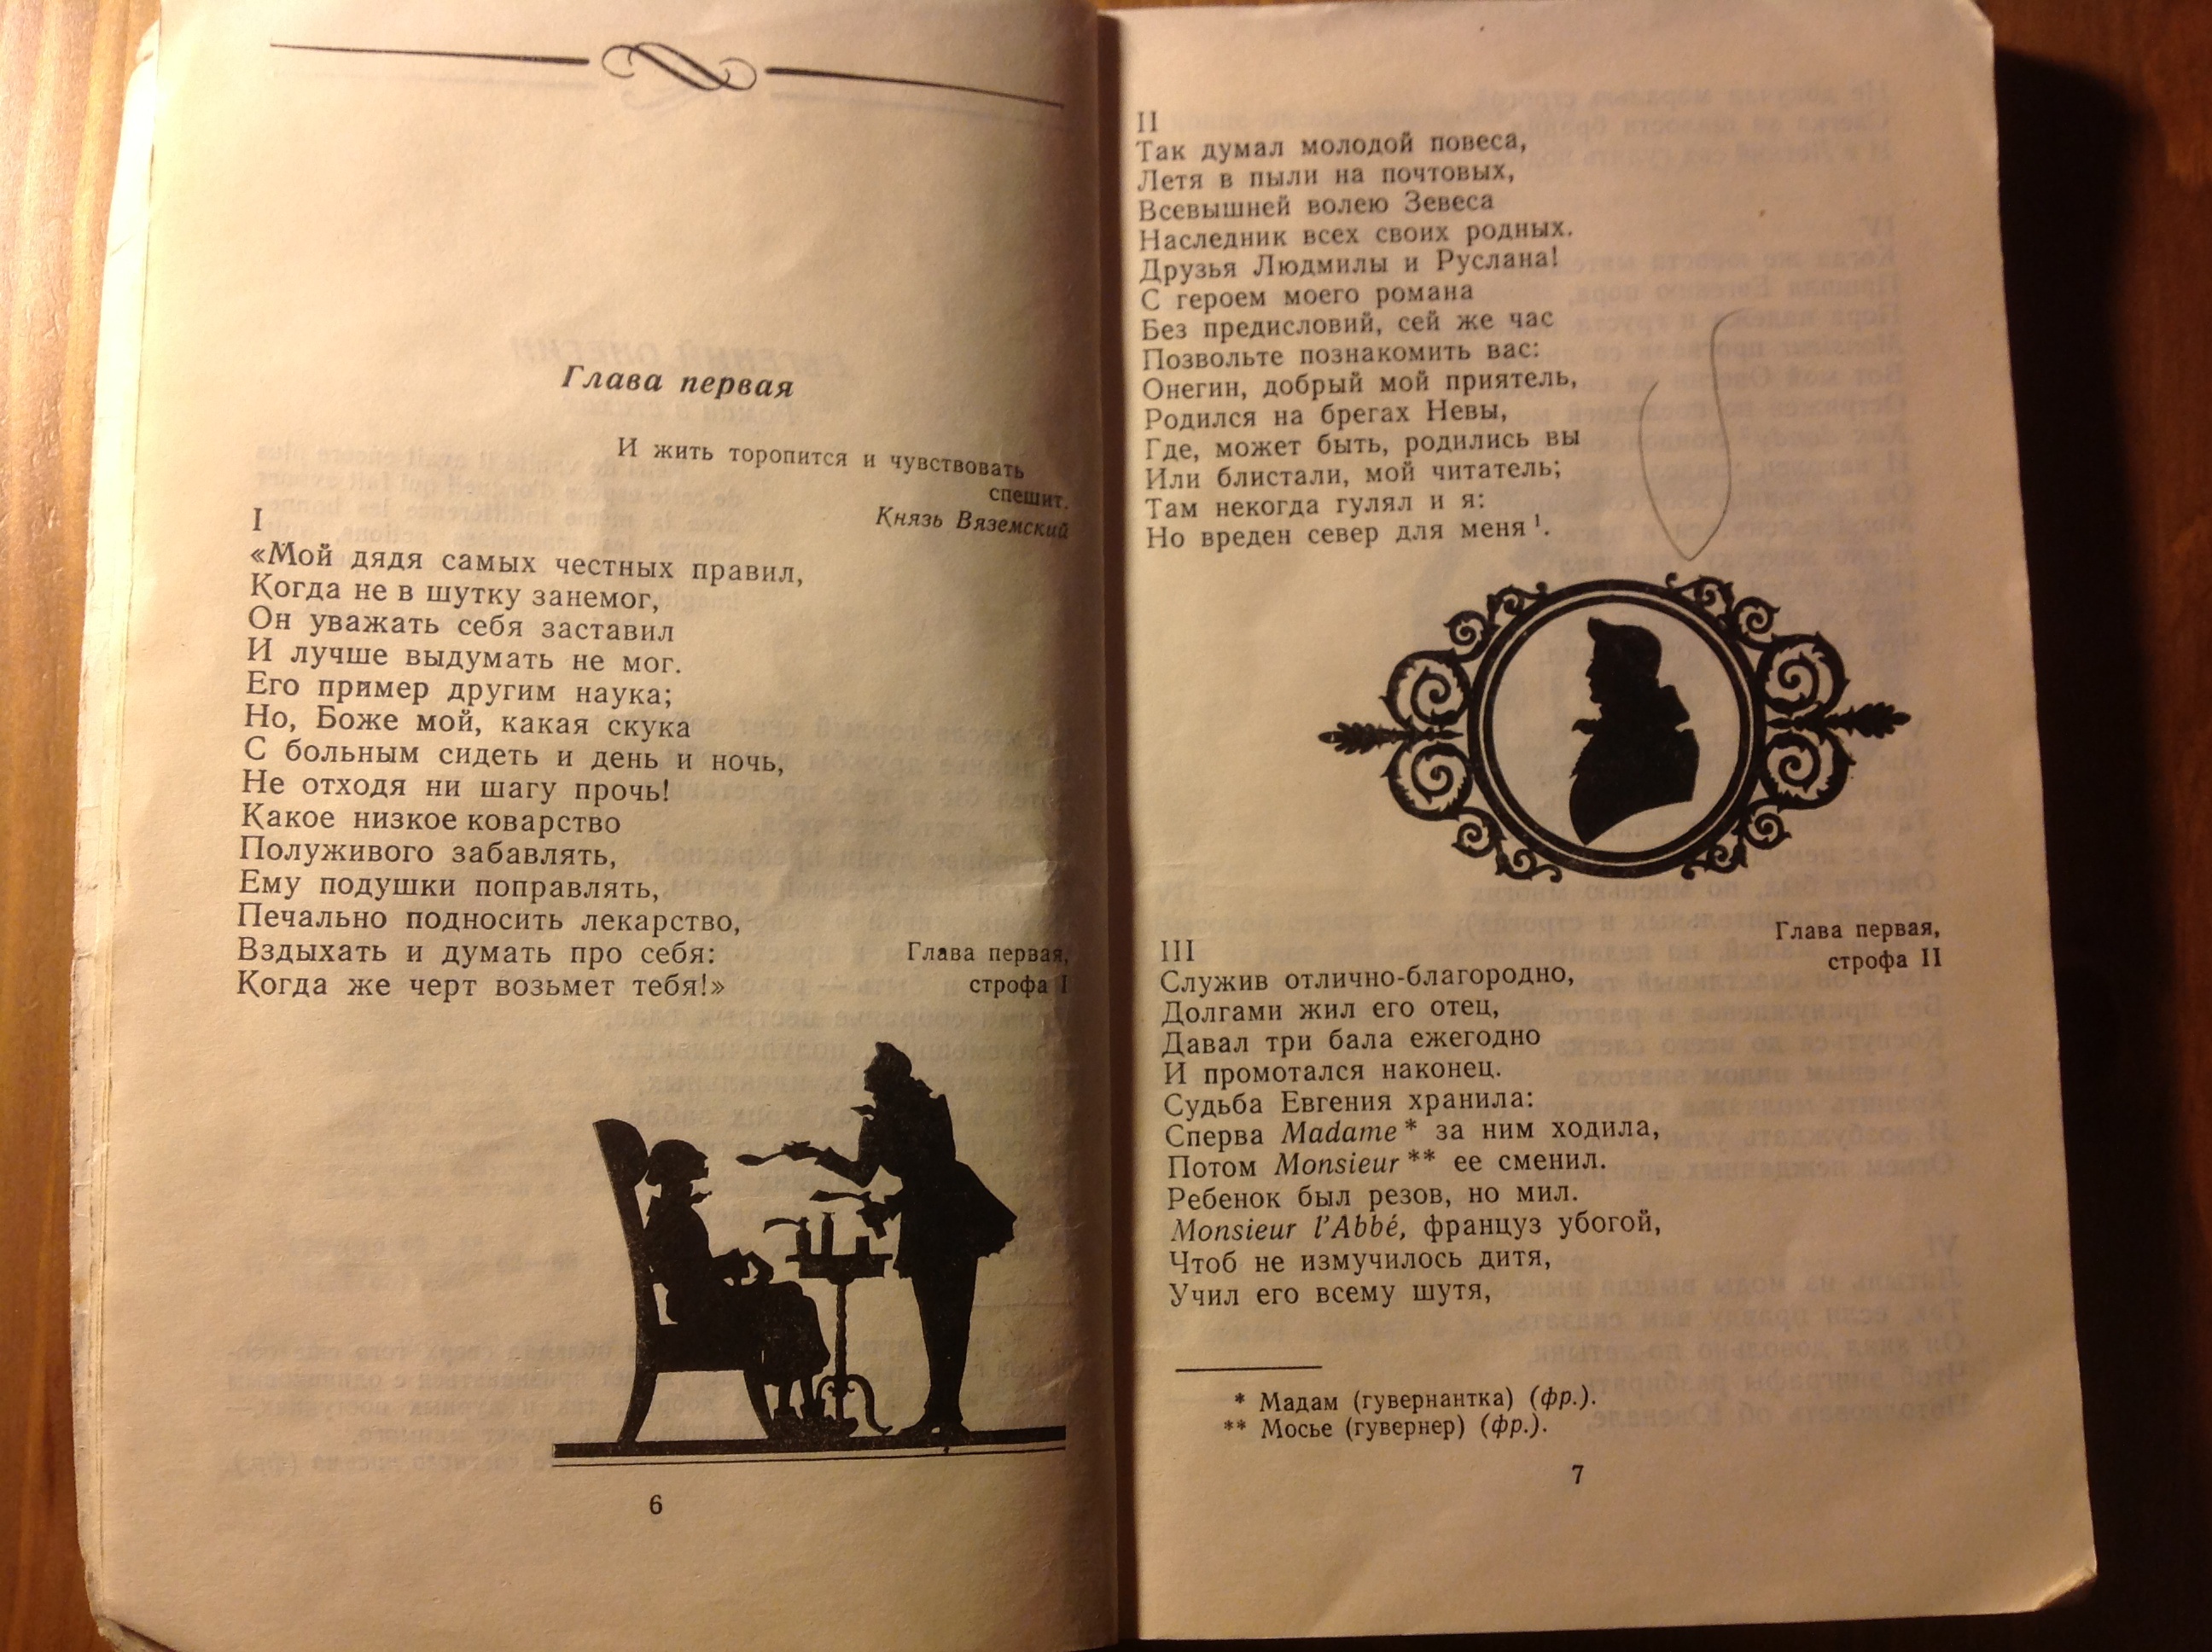 Глава первая
И жить торопится и чувствовать
спешит.
Князь Вяземский
I
«Мой дядя самых честных правил,
Когда не в шутку занемог,
Он уважать себя заставил
И лучше выдумать не мог.
Его пример другим наука;
Но, Боже мой, какая скука
С больным сидеть и день и ночь,
Не отходя ни шагу прочь!
Какое низкое коварство
Полуживого забавлять,
Ему подушки поправлять,
Печально подносить лекарство,
Вздыхать и думать про себя:
Когда же черт возьмет тебя!»
Глава первая,
строфа I
6
II
Так думал молодой повеса,
Летя в пыли на почтовых,
Всевышней волею Зевеса
Наследник всех своих родных.
Друзья Людмилы и Руслана!
С героем моего романа
Без предисловий, сей же час
Позвольте познакомить вас:
Онегин, добрый мой приятель,
Родился на брегах Невы,
Где, может быть, родились вы
Или блистали, мой читатель;
Там некогда гулял и я:
Но вреден север для меня¹.
Глава первая,
строфа II
III
Служив отлично-благородно,
Долгами жил его отец,
Давал три бала ежегодно
И промотался наконец.
Судьба Евгения хранила:
Сперва Madame* за ним ходила,
Потом Monsieur** ее сменил.
Ребенок был резов, но мил.
Monsieur l'Abbé, француз убогой,
Чтоб не измучилось дитя,
Учил его всему шутя,
* Мадам (гувернантка) (фр.).
** Мосье (гувернер) (фр.).
7